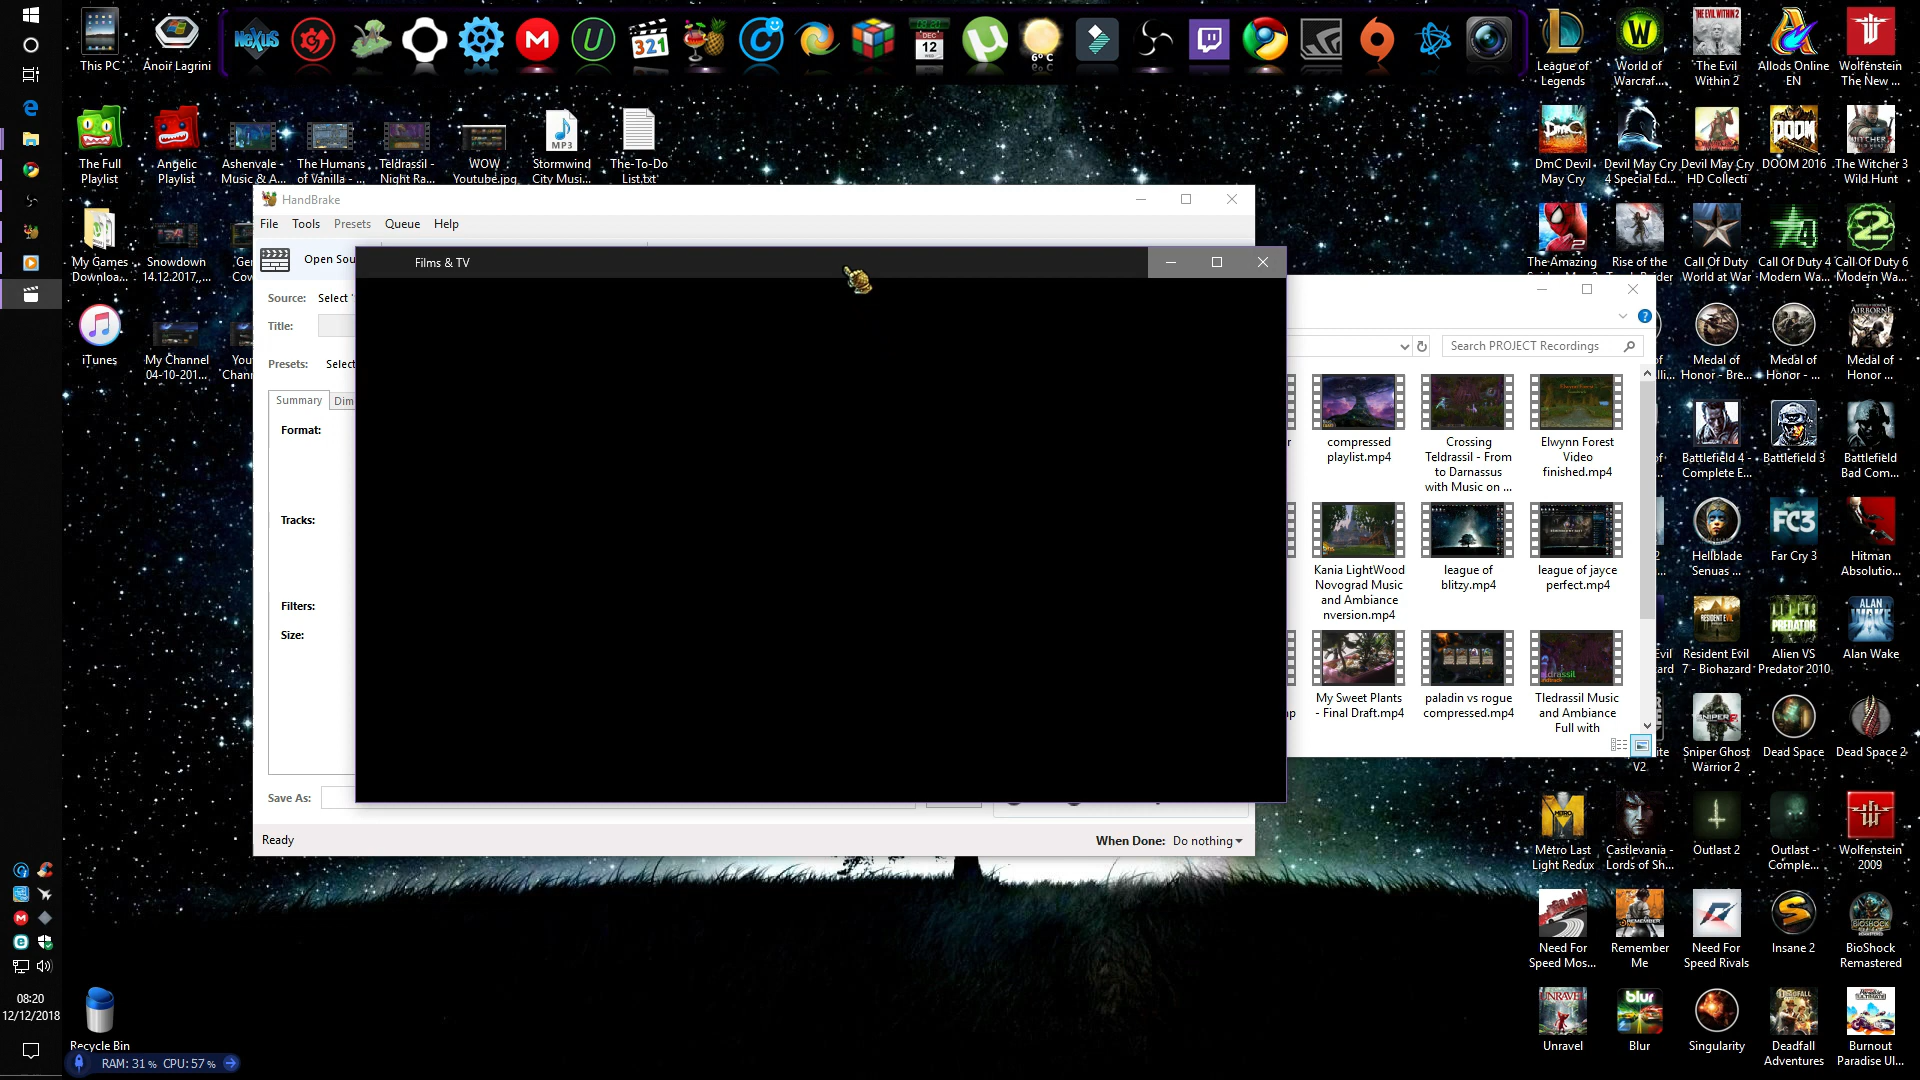 This PC
Anoir Lagrini
NEXUS
321
DEC
12
6° C
League of Legends
World of Warcraf...
The Evil Within 2
Allods Online EN
Wolfenstein The New ...
The Full Playlist
Angelic Playlist
Ashenvale - Music & A...
The Humans of Vanilla - ...
Teldrassil - Night Ra...
WOW Youtube.jpg
Stormwind City Musi...
The-To-Do List.txt
DmC Devil May Cry
Devil May Cry 4 Special Ed...
Devil May Cry HD Collecti
DOOM 2016
The Witcher 3 Wild Hunt
HandBrake
File Tools Presets Queue Help
My Games Downloa...
Snowdown 14.12.2017,...
Open Sou
Films & TV
Source: Select
Title:
Presets: Select
Summary Dim
Format:
Tracks:
Filters:
Size:
Save As:
Ready
When Done: Do nothing
iTunes
My Channel 04-10-201...
Search PROJECT Recordings
compressed playlist.mp4
Crossing Teldrassil - From to Darnassus with Music on ...
Elwynn Forest Video finished.mp4
Kania LightWood Novograd Music and Ambiance nversion.mp4
league of blitzy.mp4
league of jayce perfect.mp4
My Sweet Plants - Final Draft.mp4
paladin vs rogue compressed.mp4
Tledrassil Music and Ambiance Full with
The Amazing
Rise of the
Call Of Duty World at War
Call Of Duty 4 Modern Wa...
Call Of Duty 6 Modern Wa...
Medal of Honor - Bre...
Medal of Honor - ...
Medal of Honor ...
Battlefield 4 - Complete E...
Battlefield 3
Battlefield Bad Com...
Hellblade Senuas ...
Far Cry 3
Hitman Absolutio...
Resident Evil 7 - Biohazard
Alien VS Predator 2010
Alan Wake
V2
Sniper Ghost Warrior 2
Dead Space
Dead Space 2
Metro Last Light Redux
Castlevania - Lords of Sh...
Outlast 2
Outlast - Comple...
Wolfenstein 2009
Need For Speed Mos...
Remember Me
Need For Speed Rivals
Insane 2
BioShock Remastered
Unravel
Blur
Singularity
Deadfall Adventures
Burnout Paradise Ul...
08:20
12/12/2018
Recycle Bin
RAM: 31 % CPU: 57 %